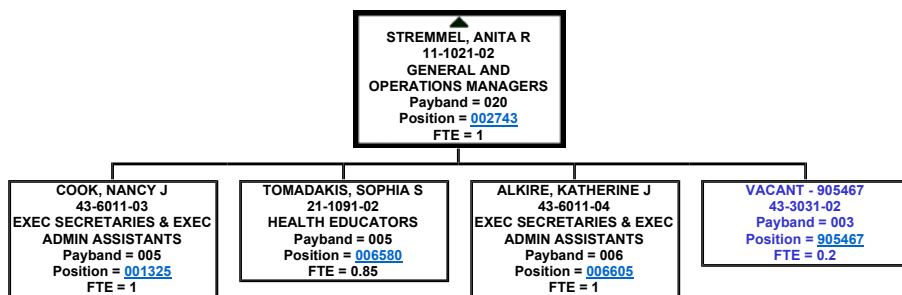 STREMMEL, ANITA R
11-1021-02
GENERAL AND
OPERATIONS MANAGERS
Payband = 020
Position = 002743
FTE = 1
COOK, NANCY J
43-6011-03
EXEC SECRETARIES & EXEC
ADMIN ASSISTANTS
Payband = 005
Position = 001325
FTE = 1
TOMADAKIS, SOPHIA S
21-1091-02
HEALTH EDUCATORS
Payband = 005
Position = 006580
FTE = 0.85
ALKIRE, KATHERINE J
43-6011-04
EXEC SECRETARIES & EXEC
ADMIN ASSISTANTS
Payband = 006
Position = 006605
FTE = 1
VACANT - 905467
43-3031-02
Payband = 003
Position = 905467
FTE = 0.2